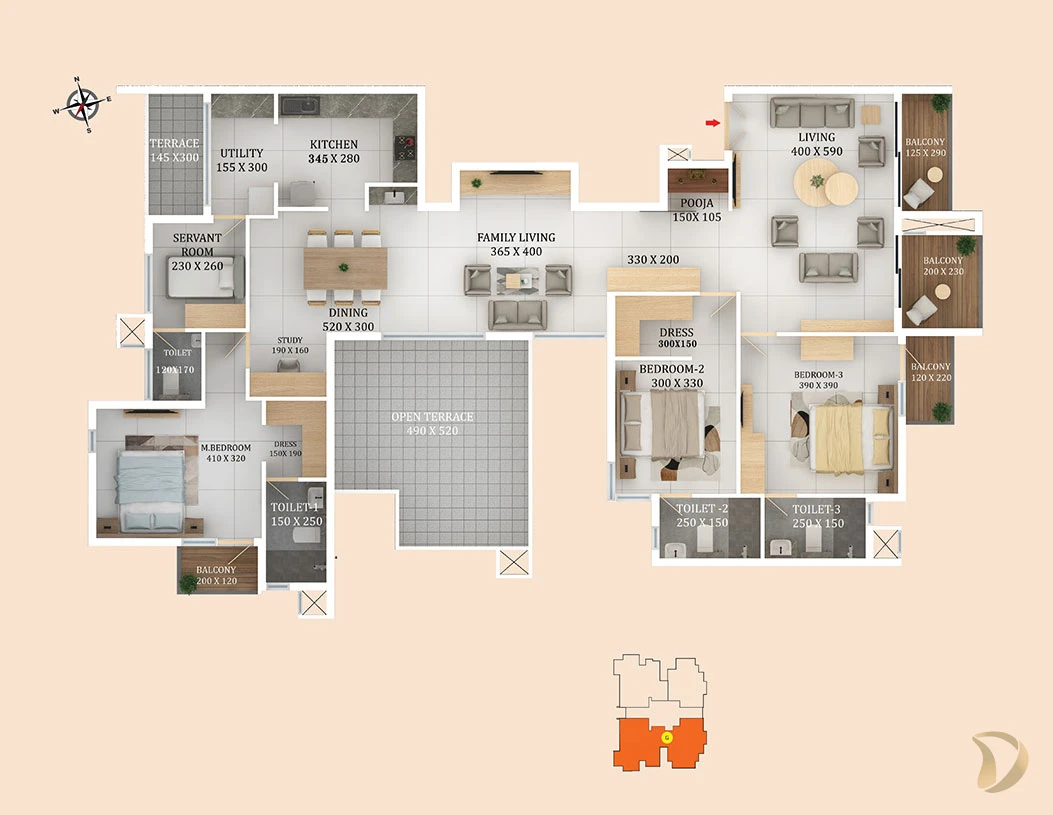 N
W E
S
TERRACE
145 X300
UTILITY
155 X 300
KITCHEN
345 X 280
LIVING
400 X 590
BALCONY
125 X 290
POOJA
150X 105
SERVANT
ROOM
230 X 260
FAMILY LIVING
365 X 400
330 X 200
BALCONY
200 X 230
DINING
520 X 300
STUDY
190 X 160
TOILET
120X170
DRESS
300X150
BEDROOM-2
300 X 330
BEDROOM-3
390 X 390
BALCONY
120 X 220
OPEN TERRACE
490 X 520
M.BEDROOM
410 X 320
DRESS
150X 190
TOILET-1
150 X 250
TOILET -2
250 X 150
TOILET-3
250 X 150
BALCONY
200 X 120
G